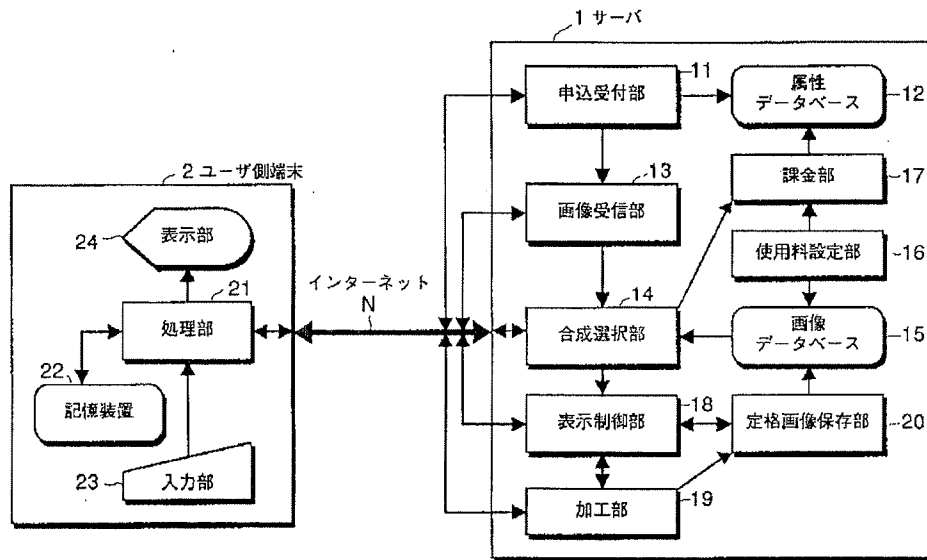 1 サーバ
申込受付部
11
属性
データベース
12
課金部
17
画像受信部
13
使用料設定部
16
合成選択部
14
画像
データベース
15
表示制御部
18
定格画像保存部
20
加工部
19
インターネット
N
2 ユーザ側端末
表示部
24
処理部
21
記憶装置
22
入力部
23